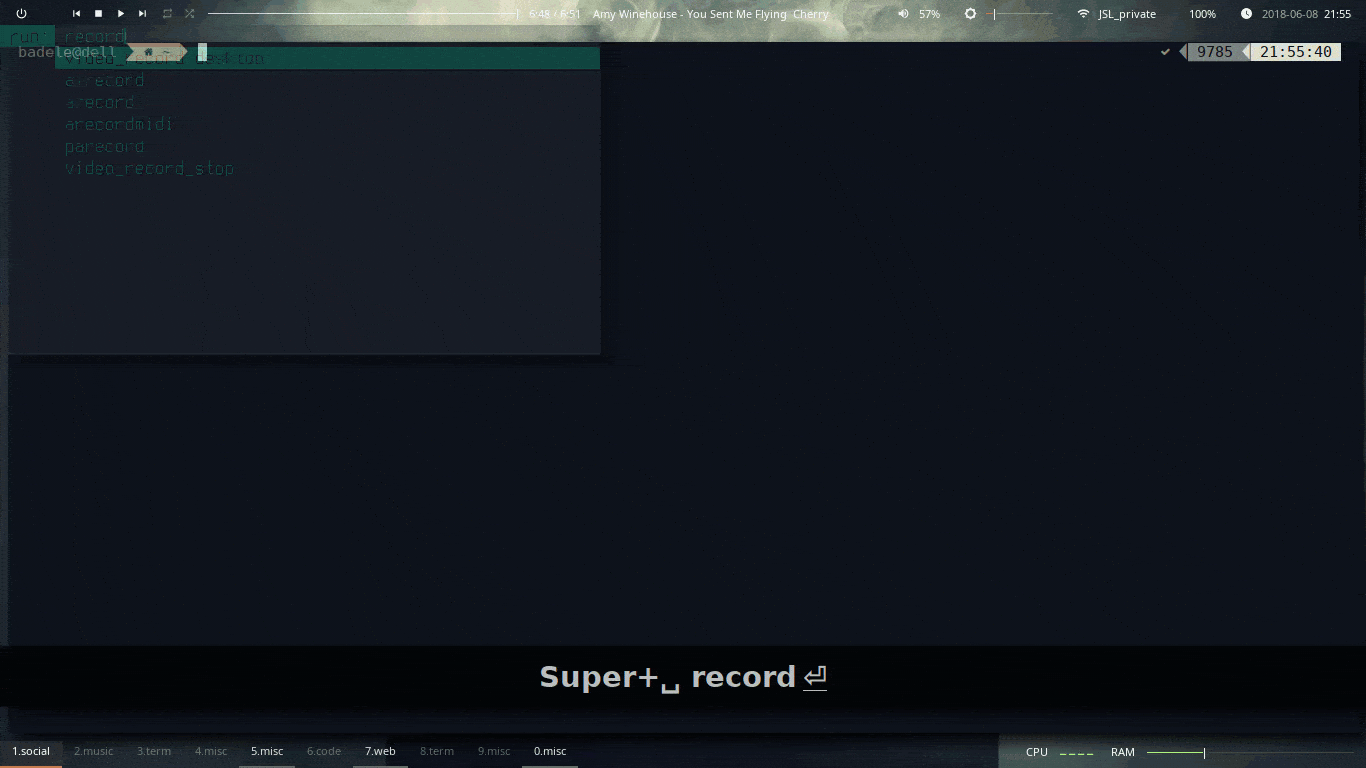 6:48 / 6:51 Amy Winehouse - You Sent Me Flying Cherry 57% JSL_private 100% 2018-06-08 21:55
run record
badele@dell ~ 9785 21:55:40
video_record_desktop
arecord
arecordmidi
parecord
video_record_stop
Super+␣ record⏎
1.social 2.music 3.term 4.misc 5.misc 6.code 7.web 8.term 9.misc 0.misc CPU RAM